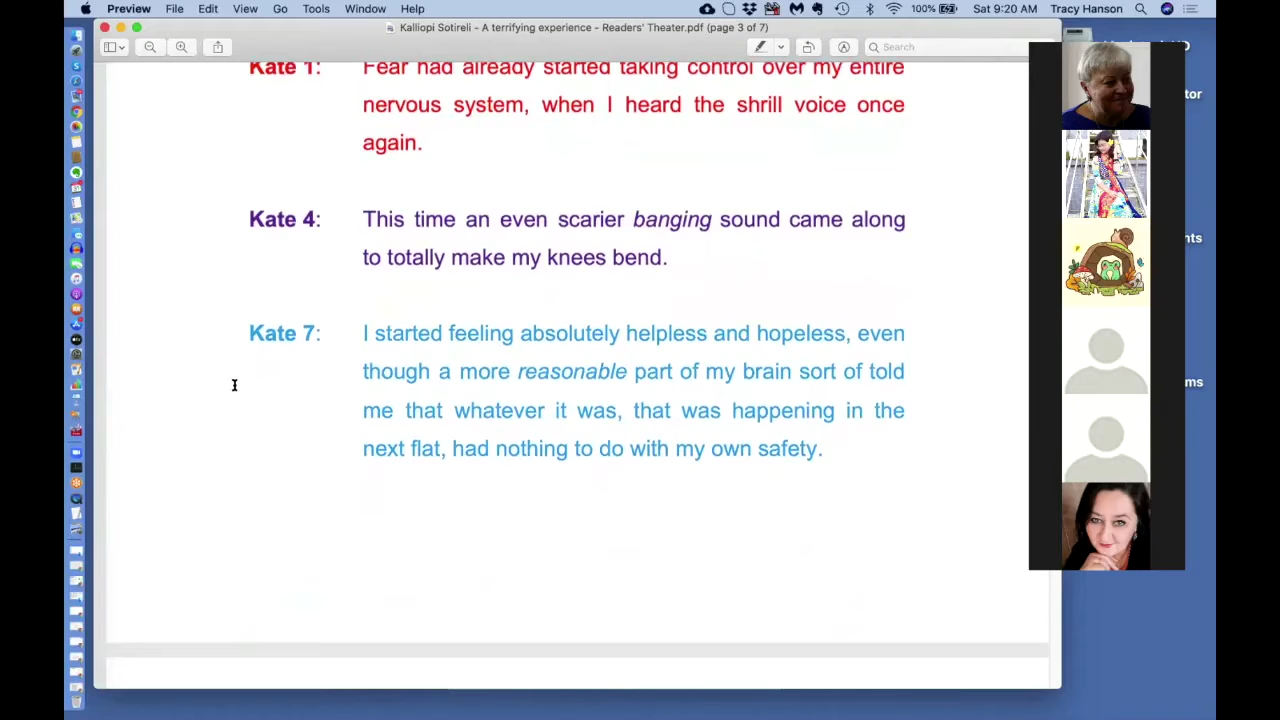 Preview File Edit View Go Tools Window Help 100% Sat 9:20 AM Tracy Hanson
Kalliopi Sotireli - A terrifying experience - Readers' Theater.pdf (page 3 of 7)
Search
Kate 1: Fear had already started taking control over my entire
nervous system, when I heard the shrill voice once
again.
Kate 4: This time an even scarier banging sound came along
to totally make my knees bend.
Kate 7: I started feeling absolutely helpless and hopeless, even
though a more reasonable part of my brain sort of told
me that whatever it was, that was happening in the
next flat, had nothing to do with my own safety.
tor
nts
ms